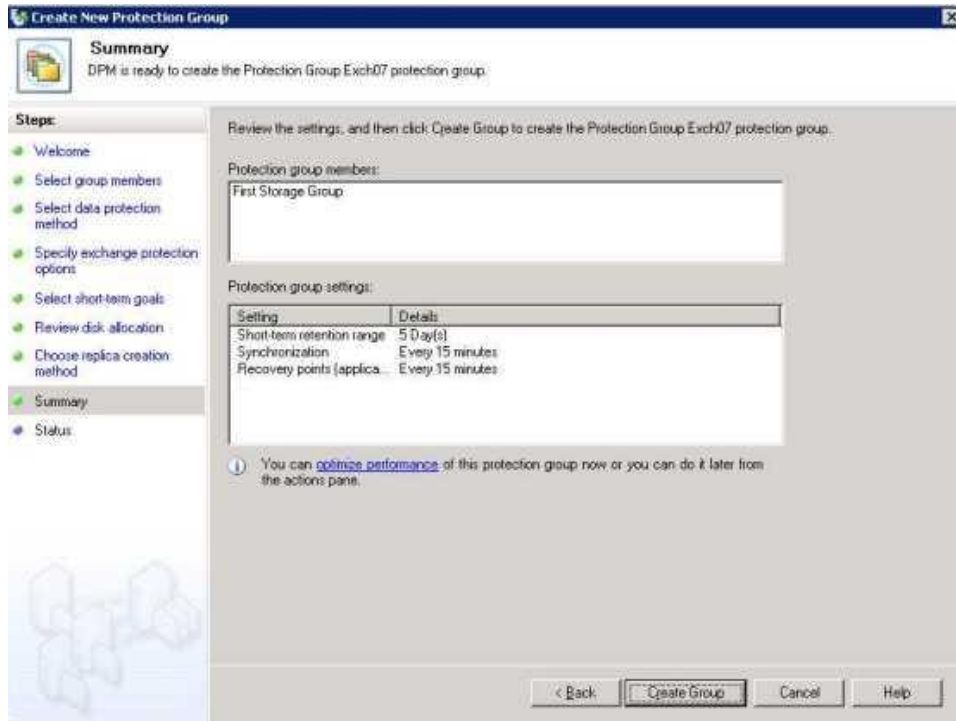 Create New Protection Group
Summary
DPM is ready to create the Protection Group Exch07 protection group.
Steps:
Welcome
Select group members
Select data protection
method
Specify exchange protection
options
Select short-term goals
Review disk allocation
Choose replica creation
method
Summary
Status
Review the settings, and then click Create Group to create the Protection Group Exch07 protection group.
Protection group members:
First Storage Group
Protection group settings:
Setting Details
Short-term retention range 5 Day(s)
Synchronization Every 15 minutes
Recovery points (applica... Every 15 minutes
You can optimize performance of this protection group now or you can do it later from
the actions pane.
< Back Create Group Cancel Help